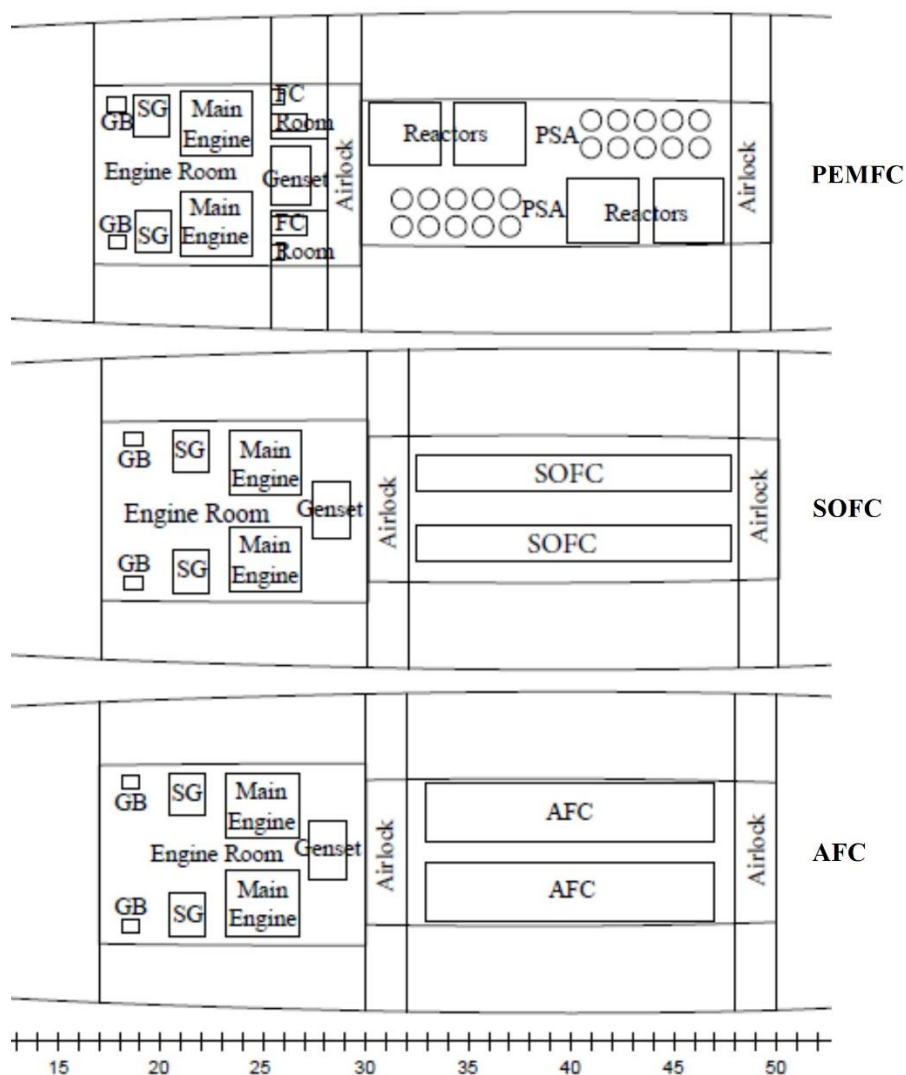 FC
SG Main
GB Engine Room
Reactors PSA
Engine Room Genset Airlock Airlock PEMFC
GB Main FC
SG Engine Room
PSA Reactors
SG Main
GB Engine
SOFC
Engine Room Genset Airlock Airlock SOFC
GB Main
SG Engine
SOFC
SG Main
GB Engine
AFC
Engine Room Genset Airlock Airlock AFC
GB Main
SG Engine
AFC
15 20 25 30 35 40 45 50